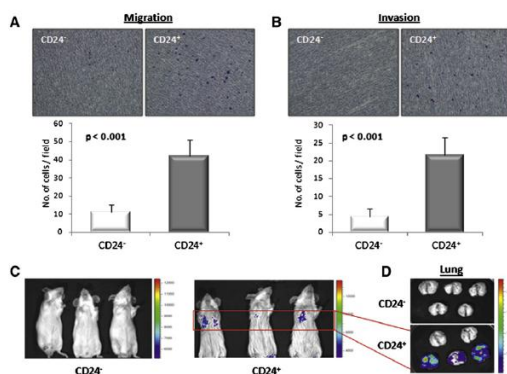 Migration
Invasion
A
B
CD24⁻
CD24⁺
CD24⁻
CD24⁺
p < 0.001
No. of cells/ field
60
50
40
30
20
10
0
CD24⁻
CD24⁺
p < 0.001
No. of cells/ field
30
25
20
15
10
5
0
CD24⁻
CD24⁺
C
D
Lung
CD24⁻
CD24⁺
CD24⁻
CD24⁺